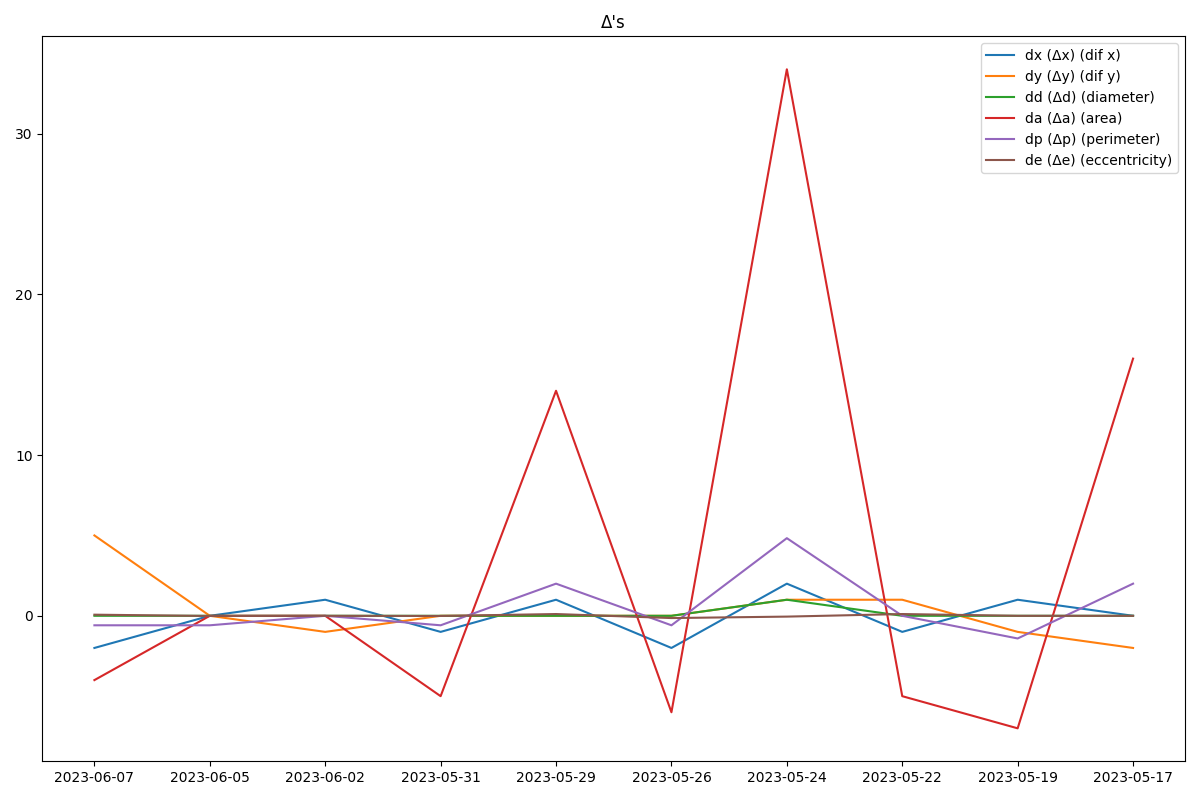 Δ's
dx (Δx) (dif x)
dy (Δy) (dif y)
dd (Δd) (diameter)
da (Δa) (area)
dp (Δp) (perimeter)
de (Δe) (eccentricity)
30
20
10
0
2023-06-07 2023-06-05 2023-06-02 2023-05-31 2023-05-29 2023-05-26 2023-05-24 2023-05-22 2023-05-19 2023-05-17